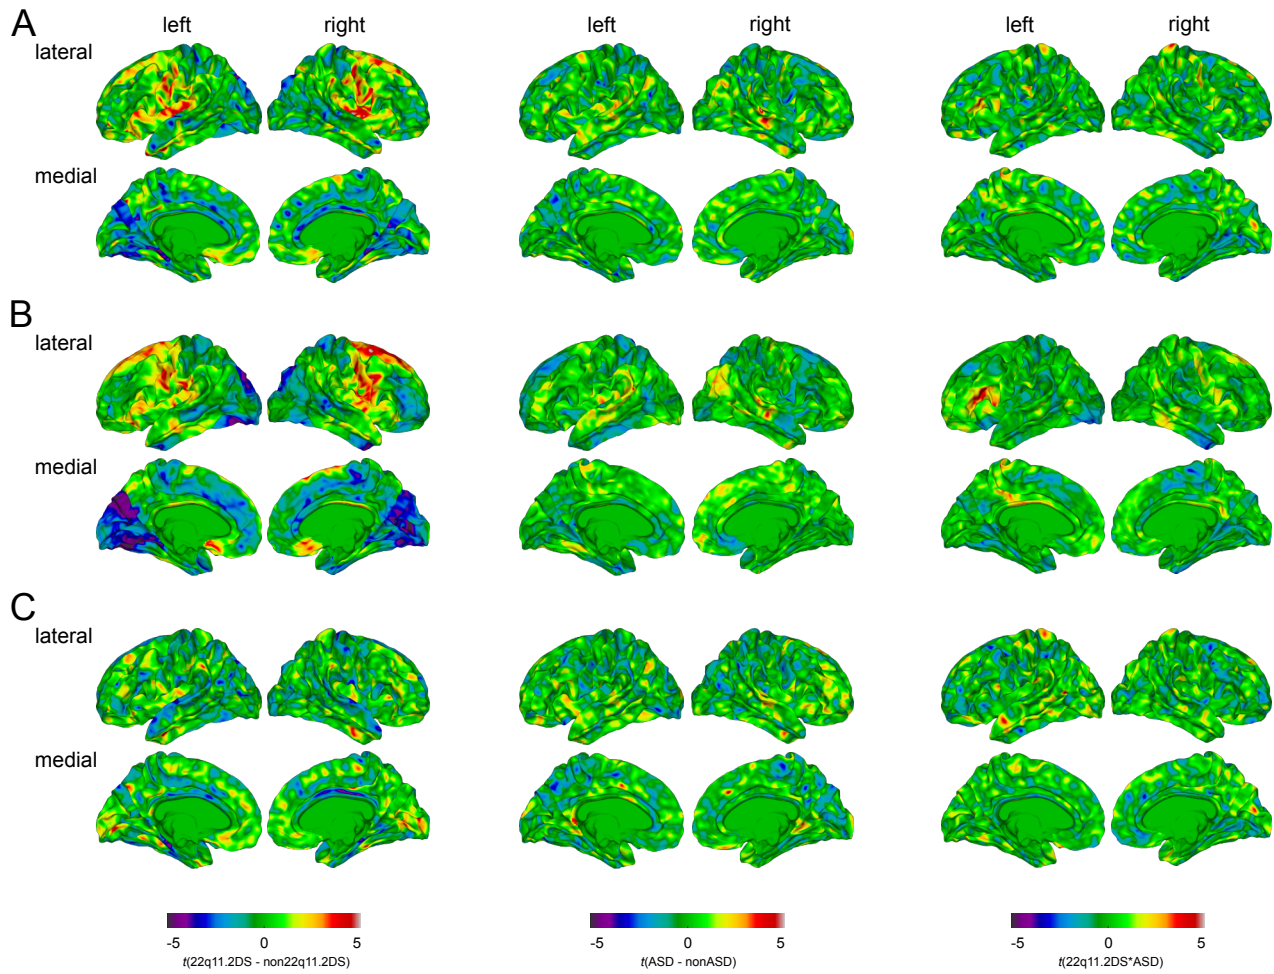 A
left right left right left right
lateral
medial
B
lateral
medial
C
lateral
medial
-5 0 5 -5 0 5 -5 0 5
t(22q11.2DS - non22q11.2DS) t(ASD - nonASD) t(22q11.2DS*ASD)